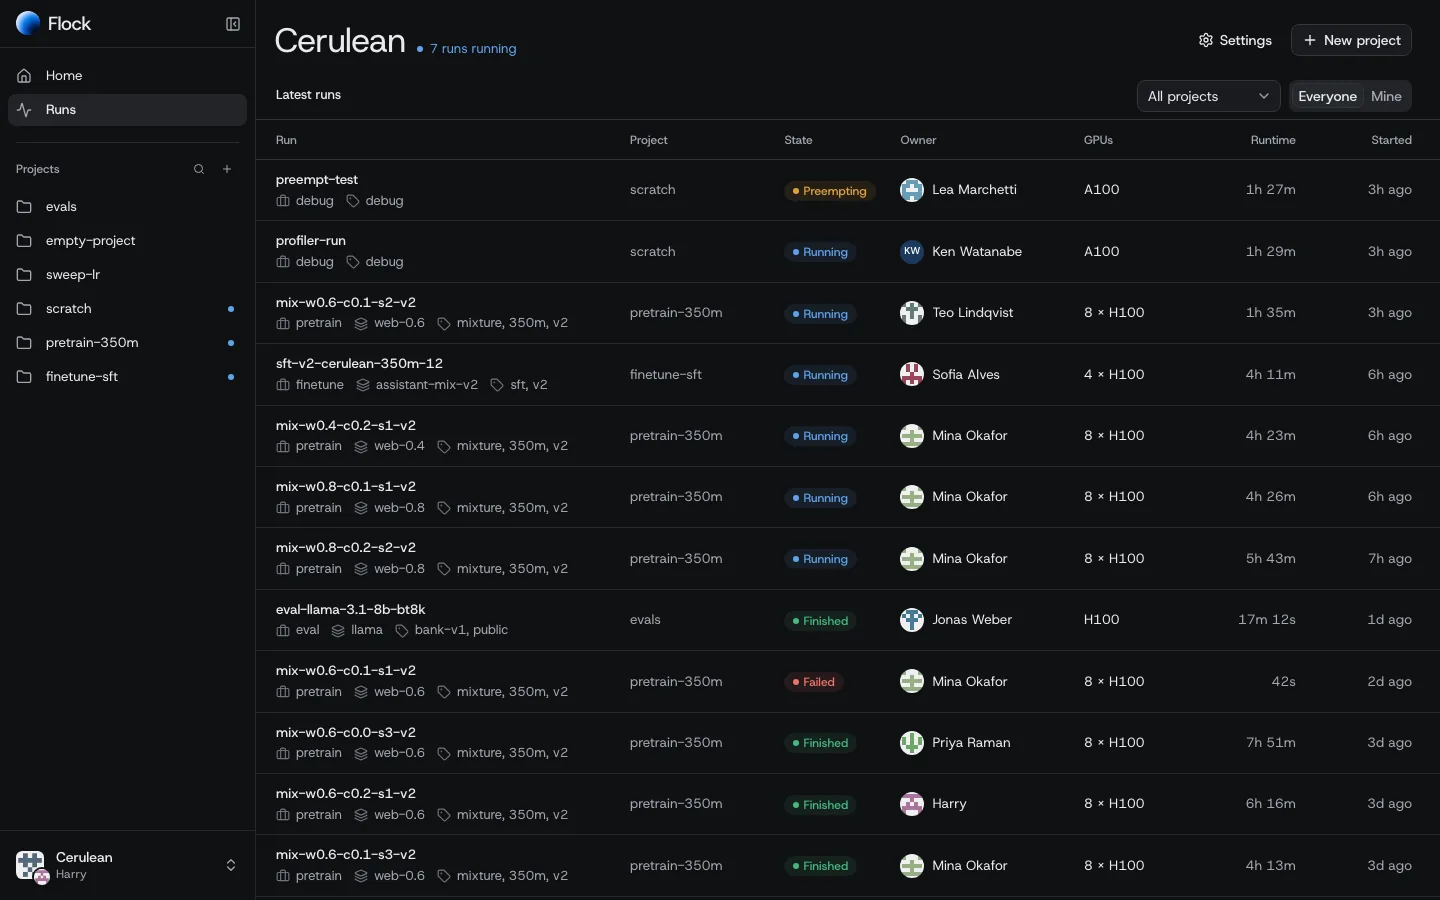 Flock
Home
Runs
Projects
evals
empty-project
sweep-lr
scratch
pretrain-350m
finetune-sft
Cerulean
Harry
Cerulean 7 runs running
Settings New project
Latest runs All projects Everyone Mine
Run Project State Owner GPUs Runtime Started
preempt-test
debug debug
scratch Preempting Lea Marchetti A100 1h 27m 3h ago
profiler-run
debug debug
scratch Running KW Ken Watanabe A100 1h 29m 3h ago
mix-w0.6-c0.1-s2-v2
pretrain web-0.6 mixture, 350m, v2
pretrain-350m Running Teo Lindqvist 8 × H100 1h 35m 3h ago
sft-v2-cerulean-350m-12
finetune assistant-mix-v2 sft, v2
finetune-sft Running Sofia Alves 4 × H100 4h 11m 6h ago
mix-w0.4-c0.2-s1-v2
pretrain web-0.4 mixture, 350m, v2
pretrain-350m Running Mina Okafor 8 × H100 4h 23m 6h ago
mix-w0.8-c0.1-s1-v2
pretrain web-0.8 mixture, 350m, v2
pretrain-350m Running Mina Okafor 8 × H100 4h 26m 6h ago
mix-w0.8-c0.2-s2-v2
pretrain web-0.8 mixture, 350m, v2
pretrain-350m Running Mina Okafor 8 × H100 5h 43m 7h ago
eval-llama-3.1-8b-bt8k
eval llama bank-v1, public
evals Finished Jonas Weber H100 17m 12s 1d ago
mix-w0.6-c0.1-s1-v2
pretrain web-0.6 mixture, 350m, v2
pretrain-350m Failed Mina Okafor 8 × H100 42s 2d ago
mix-w0.6-c0.0-s3-v2
pretrain web-0.6 mixture, 350m, v2
pretrain-350m Finished Priya Raman 8 × H100 7h 51m 3d ago
mix-w0.6-c0.2-s1-v2
pretrain web-0.6 mixture, 350m, v2
pretrain-350m Finished Harry 8 × H100 6h 16m 3d ago
mix-w0.6-c0.1-s3-v2
pretrain web-0.6 mixture, 350m, v2
pretrain-350m Finished Mina Okafor 8 × H100 4h 13m 3d ago